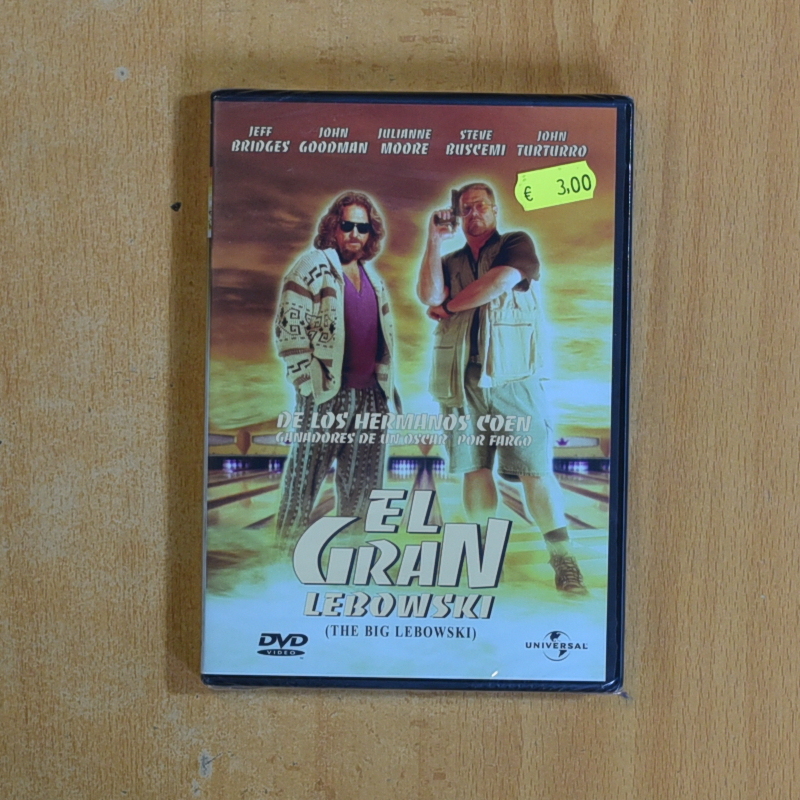 JEFF BRIDGES
JOHN GOODMAN
JULIANNE MOORE
STEVE BUSCEMI
JOHN TURTURRO
€ 3,00
DE LOS HERMANOS COEN
GANADORES DE UN OSCAR POR FARGO
EL
GRAN
LEBOWSKI
(THE BIG LEBOWSKI)
DVD
VIDEO
UNIVERSAL